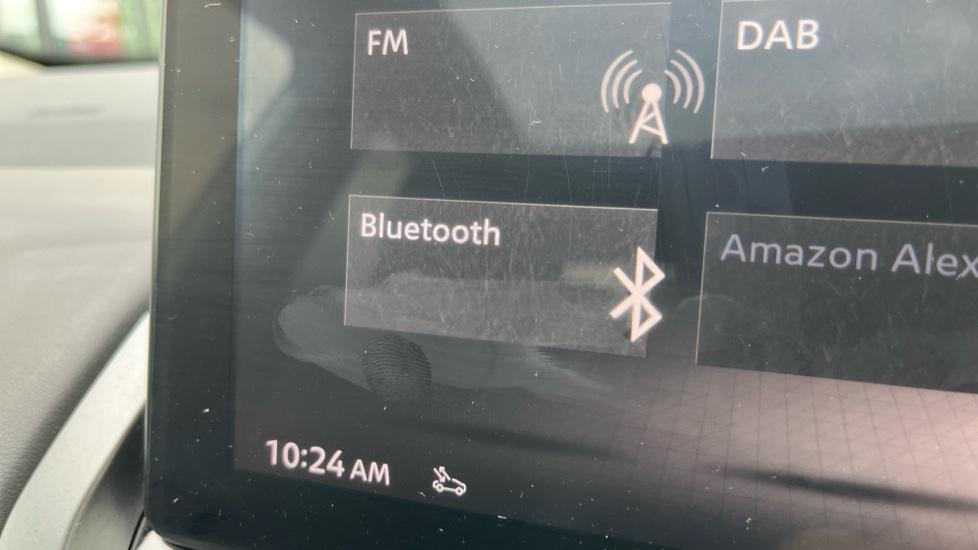 FM
DAB
Bluetooth
Amazon Alex
10:24 AM